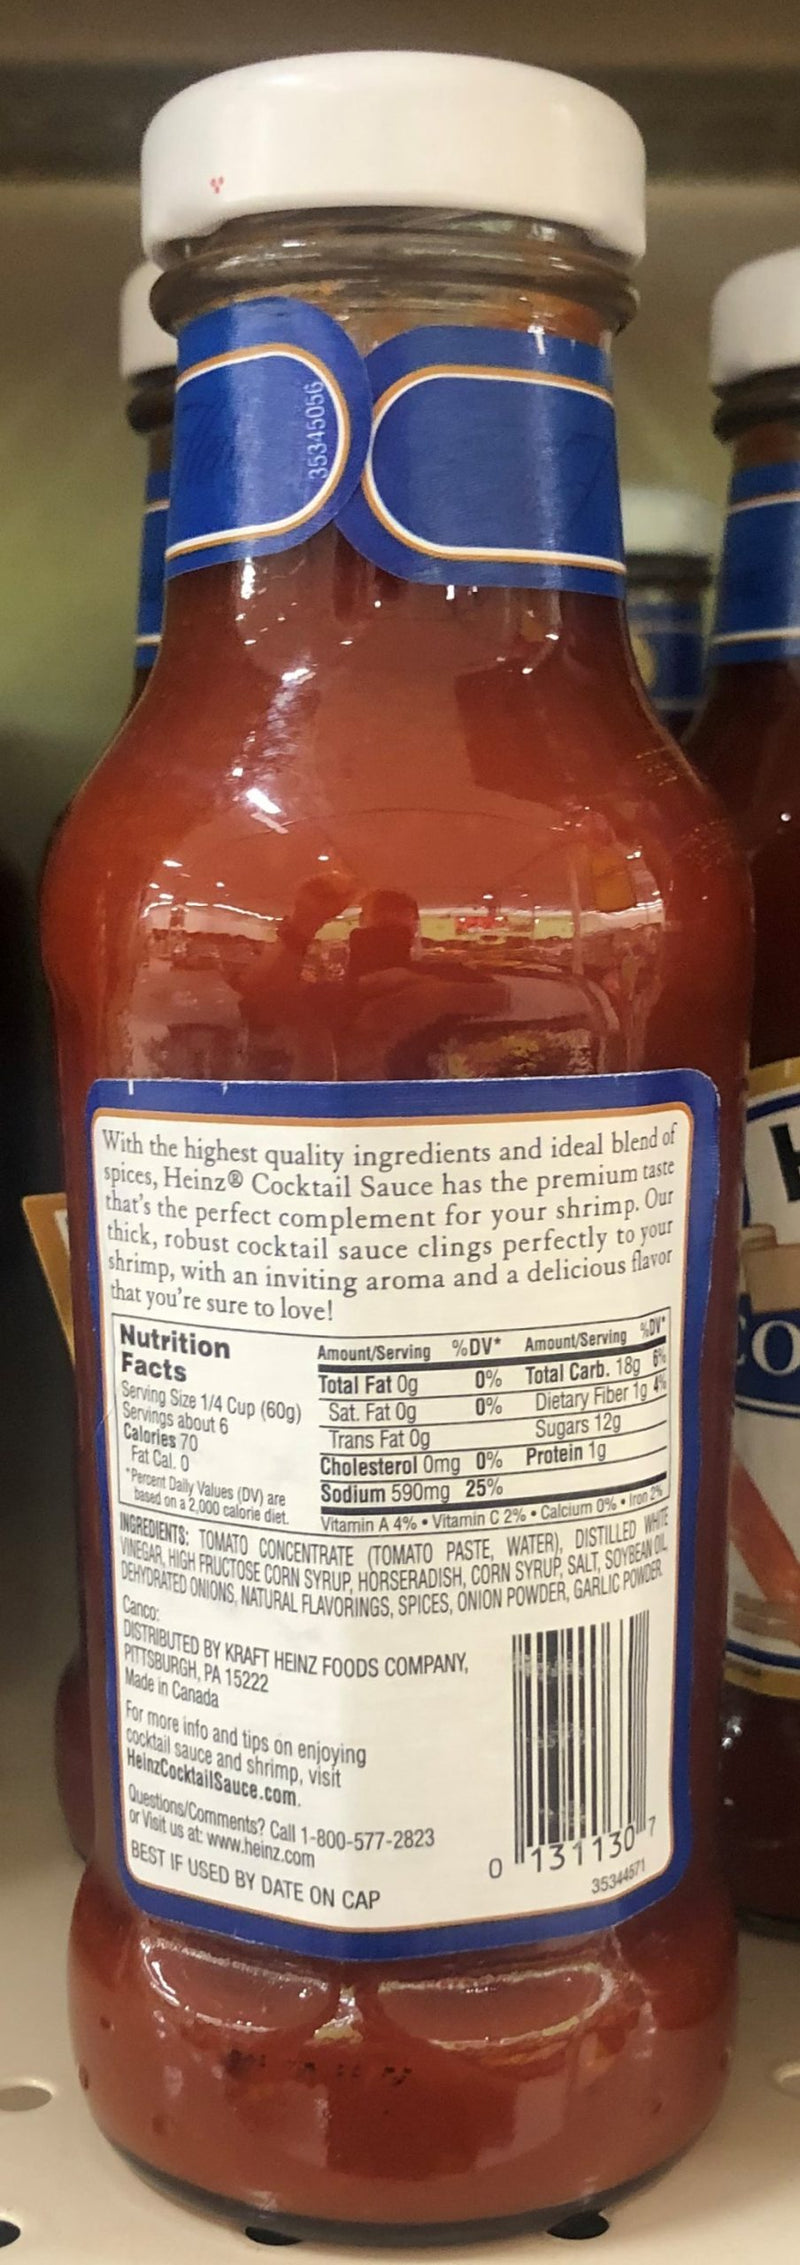 35345056
With the highest quality ingredients and ideal blend of
spices, Heinz® Cocktail Sauce has the premium taste
that's the perfect complement for your shrimp. Our
thick, robust cocktail sauce clings perfectly to your
shrimp, with an inviting aroma and a delicious flavor
that you're sure to love!
Nutrition
Facts
Serving Size 1/4 Cup (60g)
Servings about 6
Calories 70
Fat Cal. 0
*Percent Daily Values (DV) are
based on a 2,000 calorie diet.
Amount/Serving %DV* Amount/Serving %DV*
Total Fat 0g 0% Total Carb. 18g 6%
Sat. Fat 0g 0% Dietary Fiber 1g 4%
Trans Fat 0g Sugars 12g
Cholesterol 0mg 0% Protein 1g
Sodium 590mg 25%
Vitamin A 4% • Vitamin C 2% • Calcium 0% • Iron 2%
INGREDIENTS: TOMATO CONCENTRATE (TOMATO PASTE, WATER), DISTILLED WHITE
VINEGAR, HIGH FRUCTOSE CORN SYRUP, HORSERADISH, CORN SYRUP, SALT, SOYBEAN OIL,
DEHYDRATED ONIONS, NATURAL FLAVORINGS, SPICES, ONION POWDER, GARLIC POWDER.
Canco:
DISTRIBUTED BY KRAFT HEINZ FOODS COMPANY,
PITTSBURGH, PA 15222
Made in Canada
For more info and tips on enjoying
cocktail sauce and shrimp, visit
HeinzCocktailSauce.com.
Questions/Comments? Call 1-800-577-2823
or Visit us at: www.heinz.com
BEST IF USED BY DATE ON CAP
0 131130 7
35344571